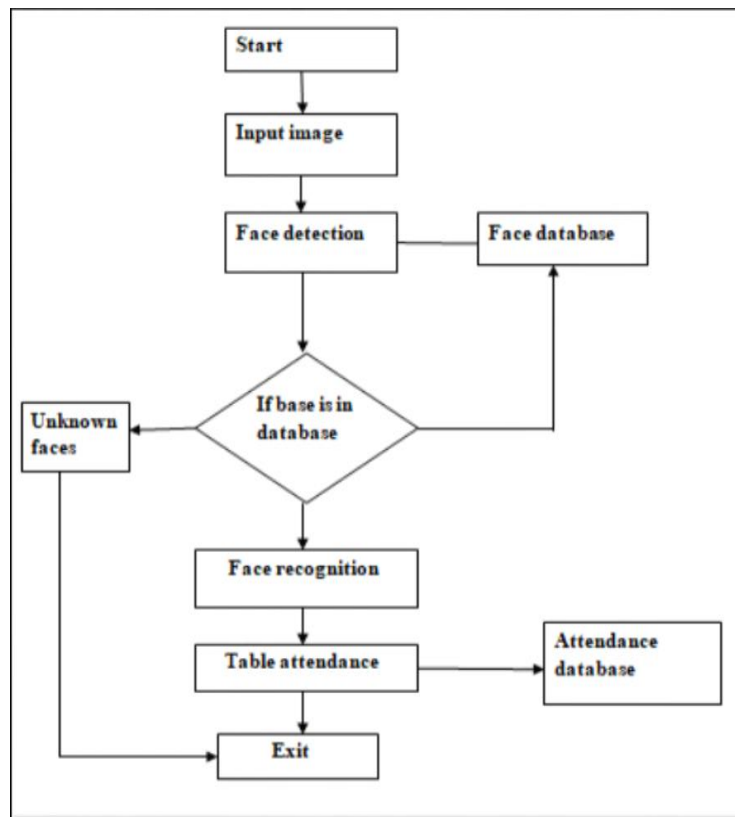 Start
Input image
Face detection
Face database
If base is in
database
Unknown
faces
Face recognition
Table attendance
Attendance
database
Exit